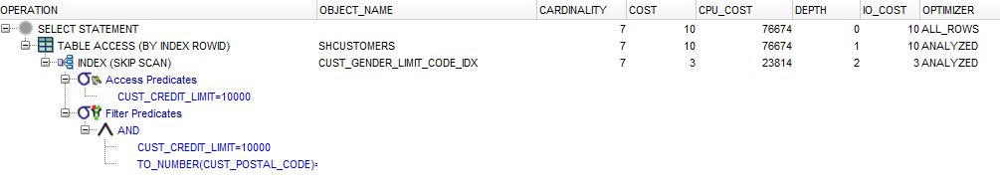 OPERATION OBJECT_NAME CARDINALITY COST CPU_COST DEPTH IO_COST OPTIMIZER
SELECT STATEMENT 7 10 76674 0 10 ALL_ROWS
TABLE ACCESS (BY INDEX ROWID) SHCUSTOMERS 7 10 76674 1 10 ANALYZED
INDEX (SKIP SCAN) CUST_GENDER_LIMIT_CODE_IDX 7 3 23814 2 3 ANALYZED
Access Predicates
CUST_CREDIT_LIMIT=10000
Filter Predicates
AND
CUST_CREDIT_LIMIT=10000
TO_NUMBER(CUST_POSTAL_CODE)=